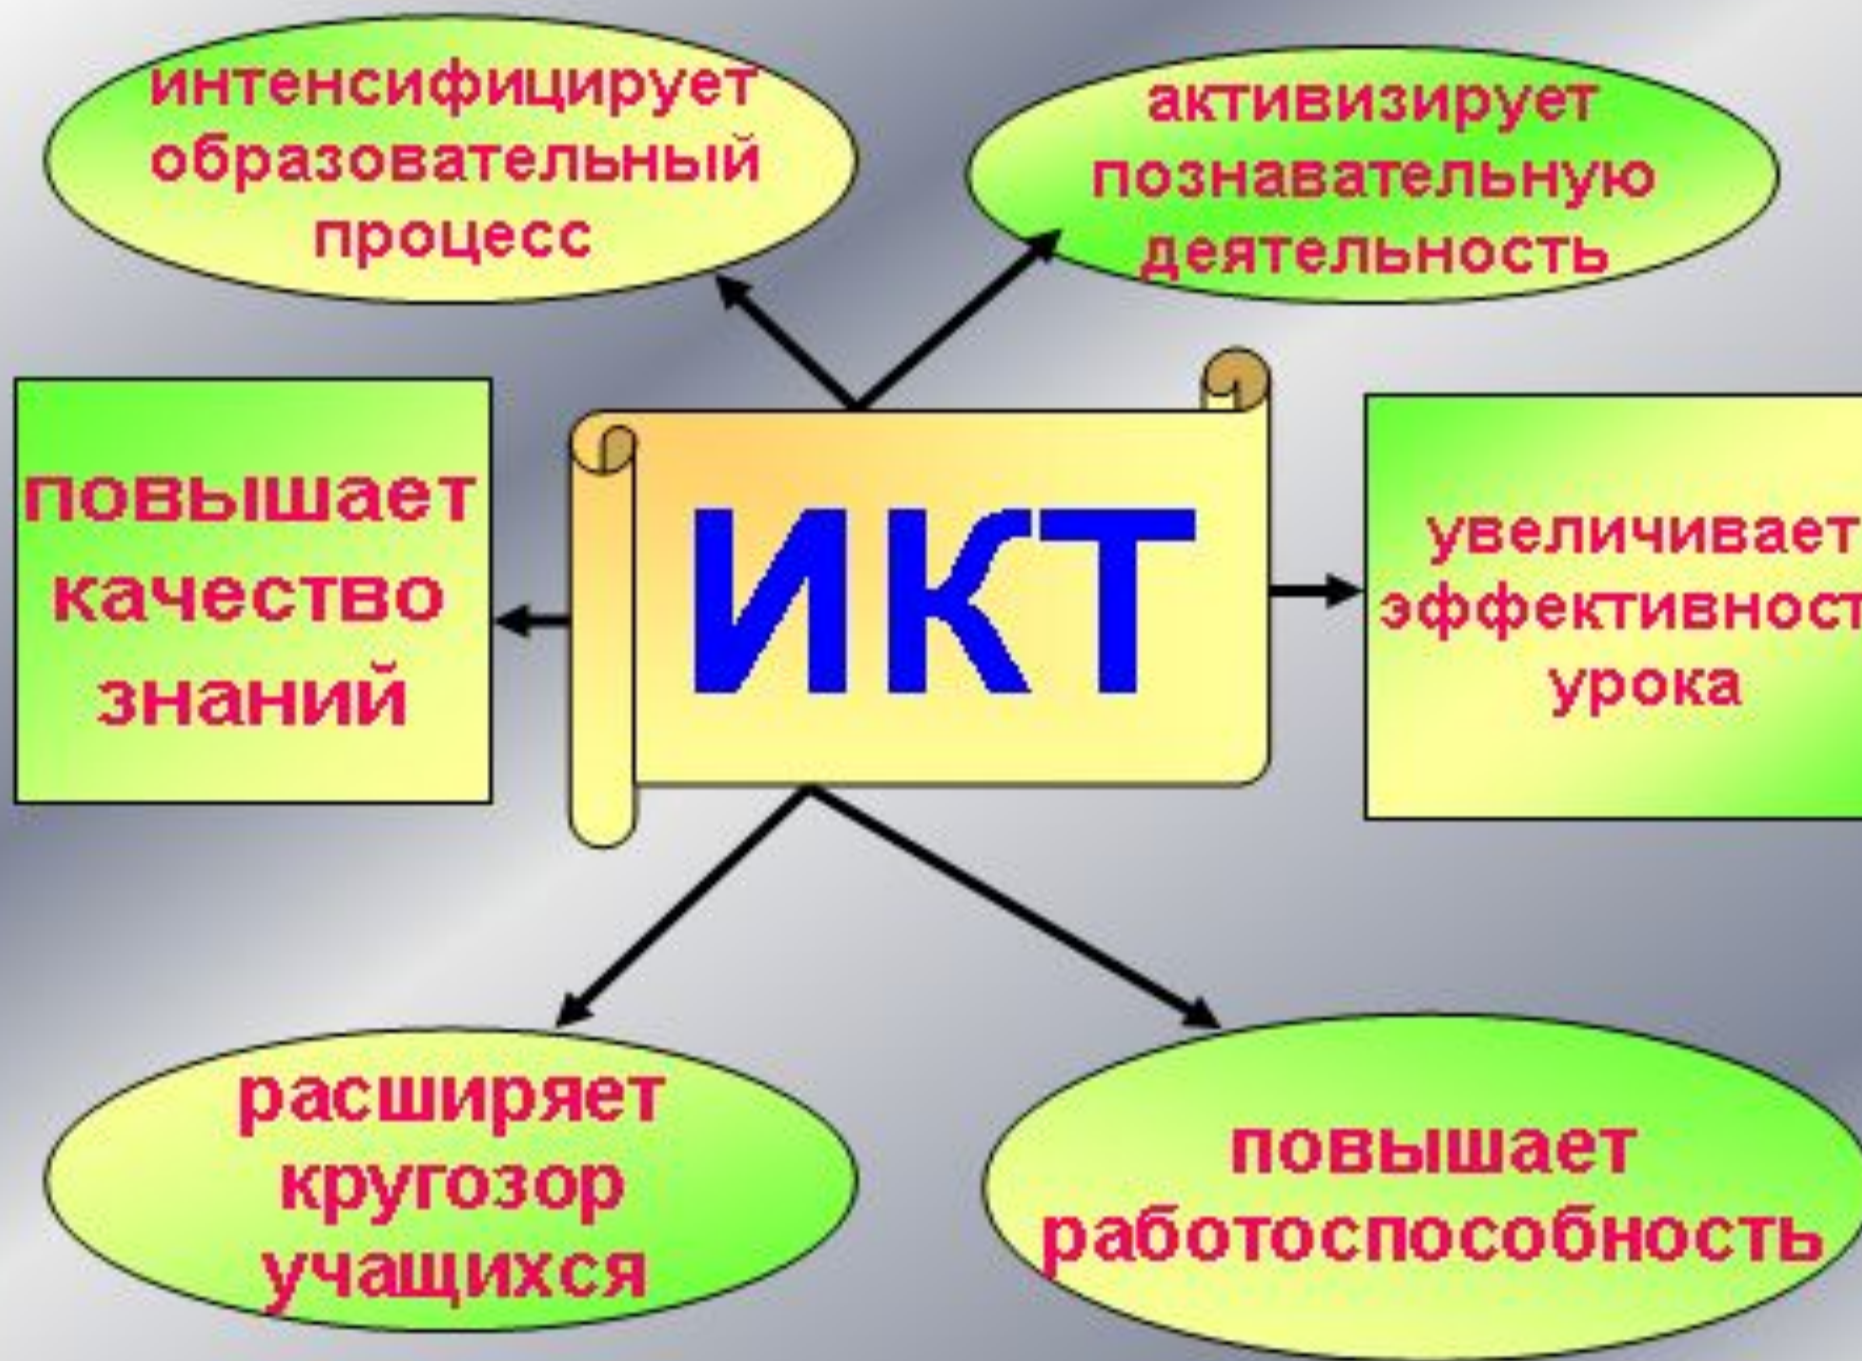 интенсифицирует
образовательный
процесс
активизирует
познавательную
деятельность
повышает
качество
знаний
ИКТ
увеличивает
эффективност
урока
расширяет
кругозор
учащихся
повышает
работоспособность